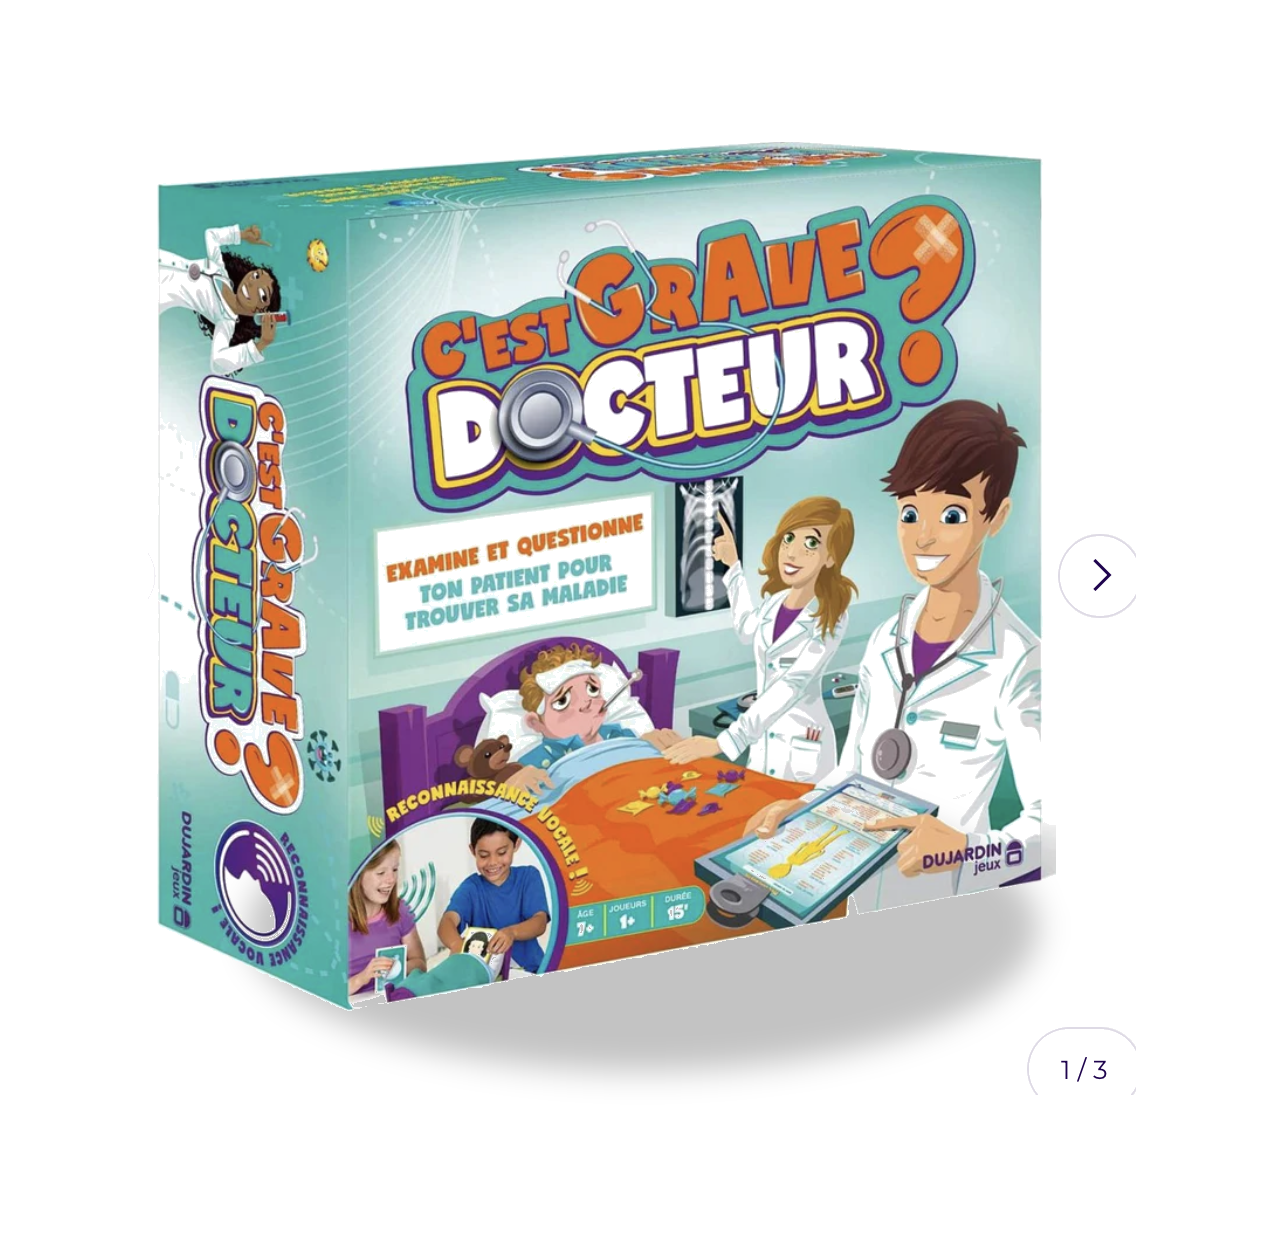 C'EST GRAVE
DOCTEUR ?
EXAMINE ET QUESTIONNE
TON PATIENT POUR
TROUVER SA MALADIE
RECONNAISSANCE VOCALE !
ÂGE
7+
JOUEURS
1+
DURÉE
15'
DUJARDIN
jeux
C'EST GRAVE
DOCTEUR ?
RECONNAISSANCE VOCALE !
DUJARDIN
jeux
1 / 3